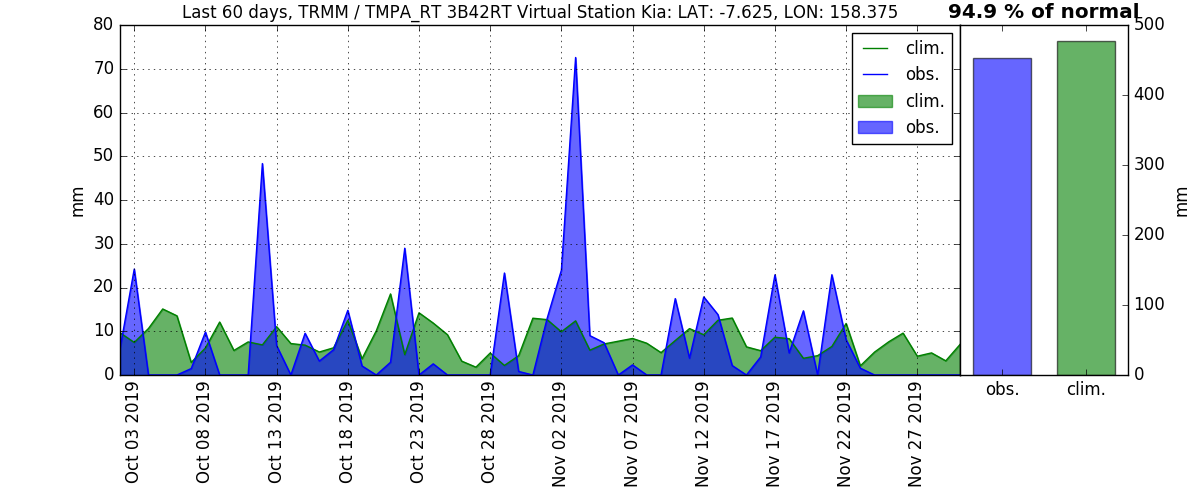 Last 60 days, TRMM / TMPA_RT 3B42RT Virtual Station Kia: LAT: -7.625, LON: 158.375
94.9 % of normal
80
70
60
50
40
30
20
10
0
mm
clim.
obs.
clim.
obs.
500
400
300
200
100
0
mm
obs.
clim.
Oct 03 2019
Oct 08 2019
Oct 13 2019
Oct 18 2019
Oct 23 2019
Oct 28 2019
Nov 02 2019
Nov 07 2019
Nov 12 2019
Nov 17 2019
Nov 22 2019
Nov 27 2019